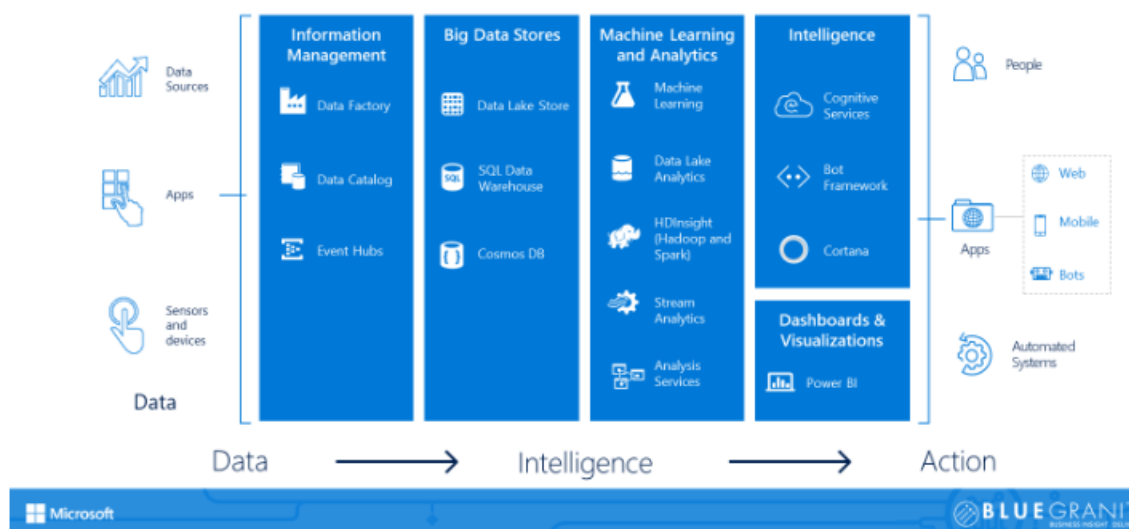 Data
Sources
Apps
Sensors
and
devices
Data
Information
Management
Data Factory
Data Catalog
Event Hubs
Big Data Stores
Data Lake Store
SQL
SQL Data
Warehouse
Cosmos DB
Machine Learning
and Analytics
Machine
Learning
Data Lake
Analytics
HDInsight
(Hadoop and
Spark)
Stream
Analytics
Analysis
Services
Intelligence
Cognitive
Services
Bot
Framework
Cortana
Dashboards &
Visualizations
Power BI
People
Apps
Web
Mobile
Bots
Automated
Systems
Data
Intelligence
Action
Microsoft
BLUEGRANI